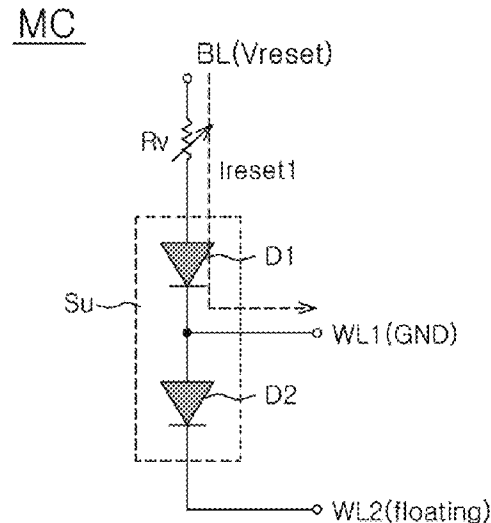 MC
BL(Vreset)
Rv
Ireset1
D1
Su
WL1(GND)
D2
WL2(floating)